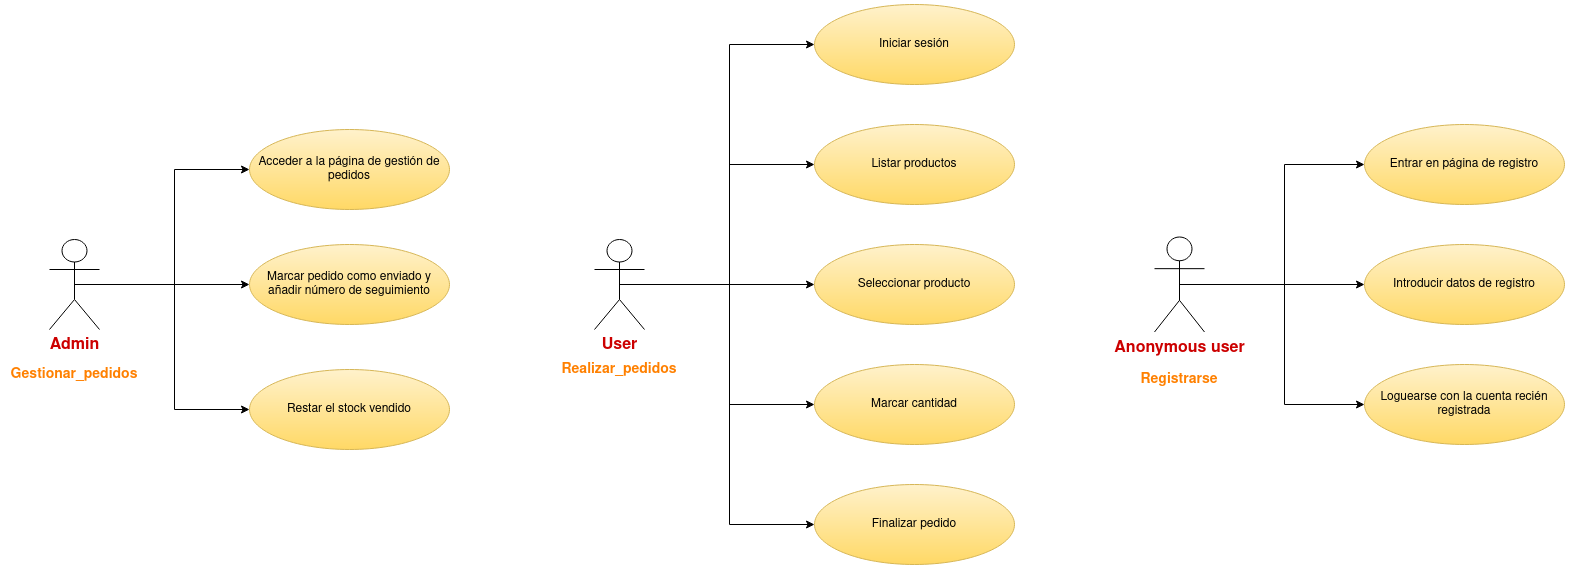 Acceder a la página de gestión de
pedidos
Marcar pedido como enviado y
añadir número de seguimiento
Restar el stock vendido
Admin
Gestionar_pedidos
Iniciar sesión
Listar productos
Seleccionar producto
Marcar cantidad
Finalizar pedido
User
Realizar_pedidos
Entrar en página de registro
Introducir datos de registro
Loguearse con la cuenta recién
registrada
Anonymous user
Registrarse